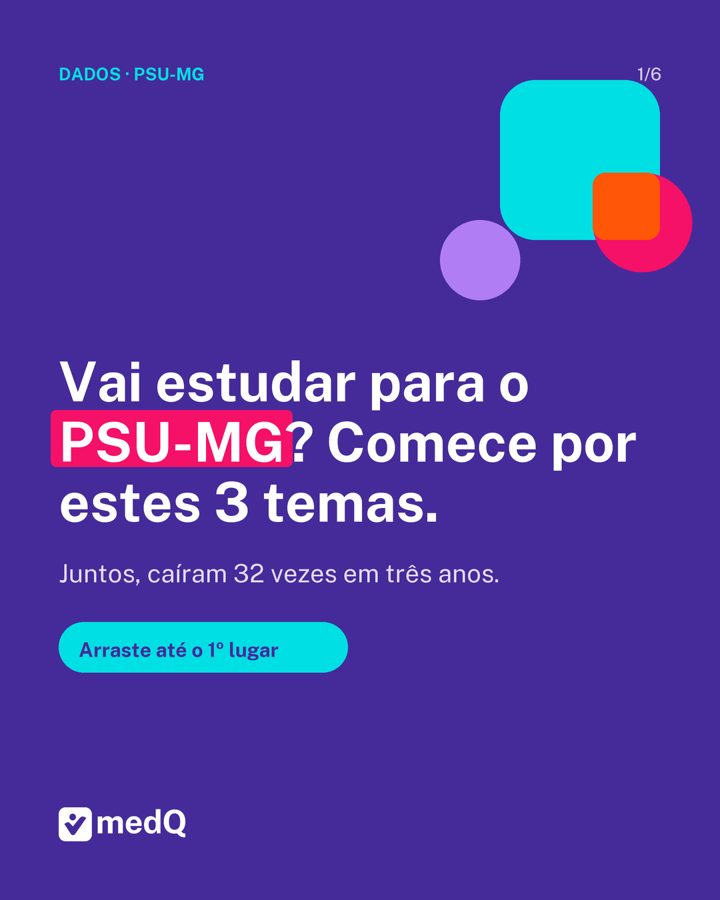 DADOS · PSU-MG
1/6
Vai estudar para o
PSU-MG? Comece por
estes 3 temas.
Juntos, caíram 32 vezes em três anos.
Arraste até o 1º lugar
medQ